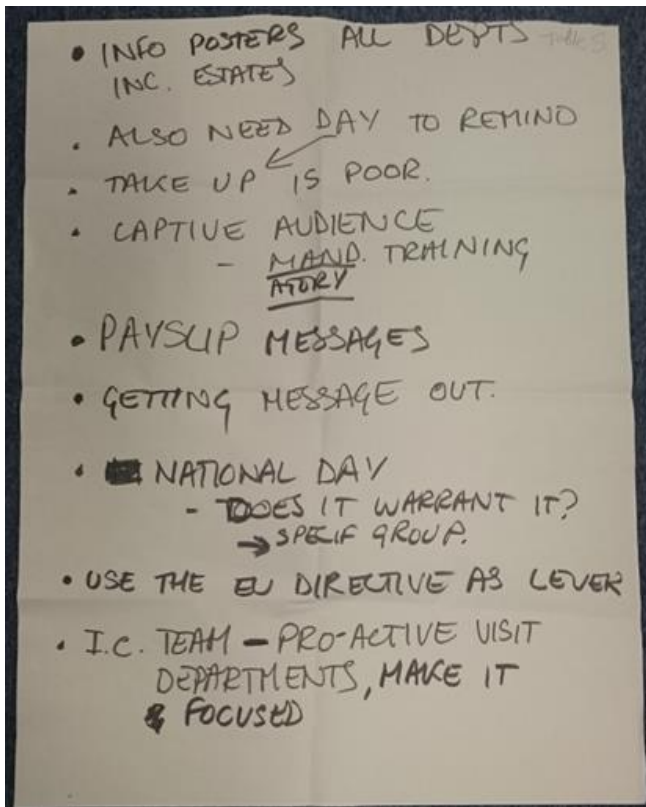 • INFO POSTERS ALL DEPTS
INC. ESTATES
• ALSO NEED DAY TO REMIND
• TAKE UP IS POOR.
• CAPTIVE AUDIENCE
- MAND. TRAINING
ATORY
• PAYSLIP MESSAGES
• GETTING MESSAGE OUT.
• NATIONAL DAY
- DOES IT WARRANT IT?
→ SPECIF GROUP.
• USE THE EU DIRECTIVE AS LEVER
• I.C. TEAM – PRO-ACTIVE VISIT
DEPARTMENTS, MAKE IT
FOCUSED